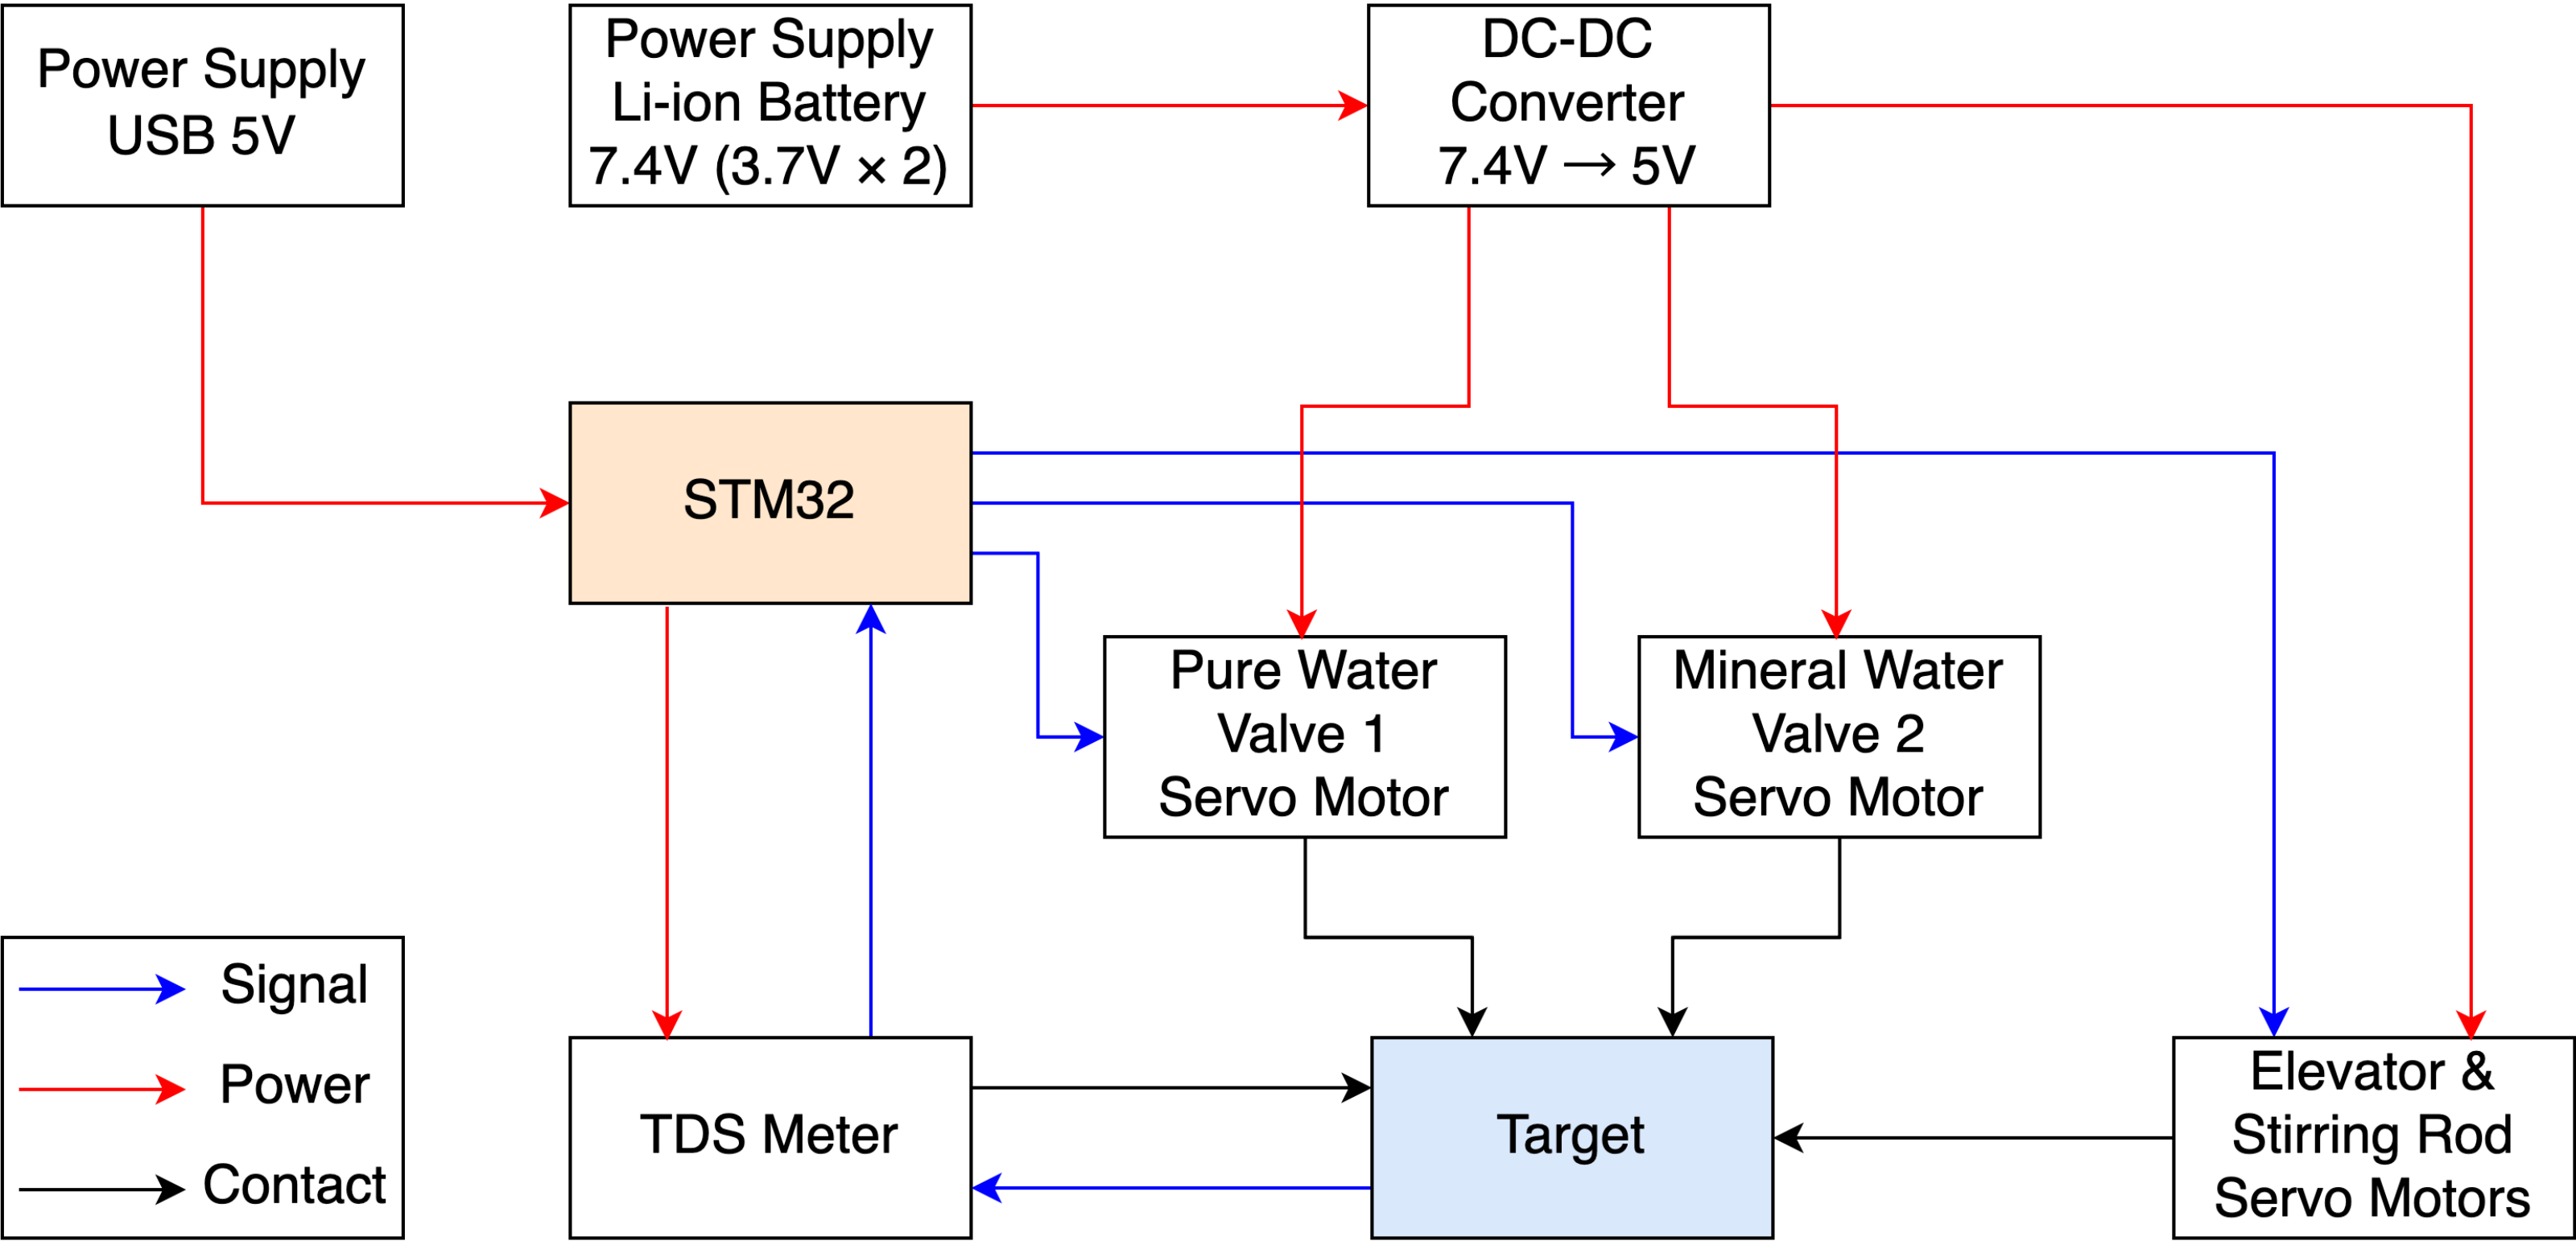 Power Supply
USB 5V
Power Supply
Li-ion Battery
7.4V (3.7V × 2)
DC-DC
Converter
7.4V → 5V
STM32
Pure Water
Valve 1
Servo Motor
Mineral Water
Valve 2
Servo Motor
Signal
Power
Contact
TDS Meter
Target
Elevator &
Stirring Rod
Servo Motors